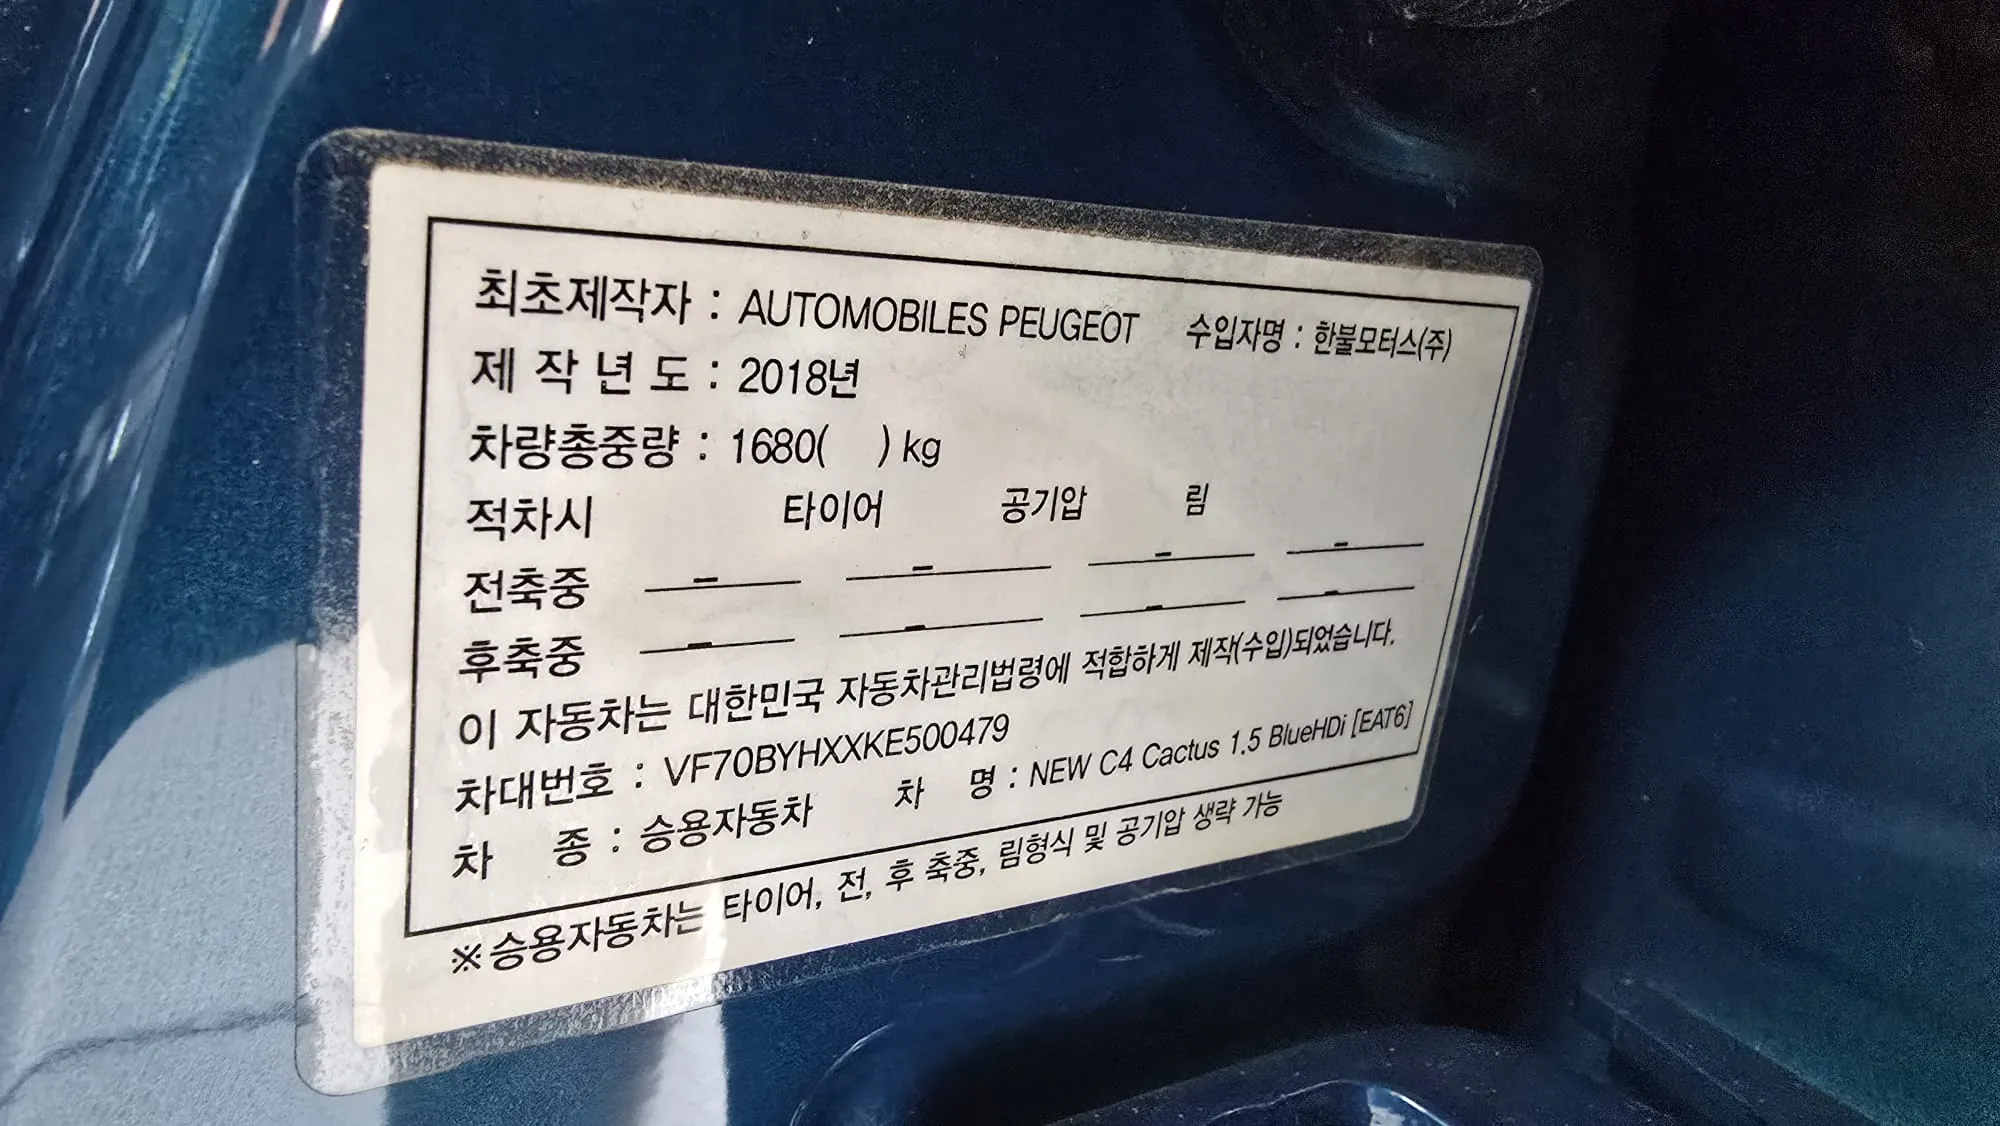 최초제작자 : AUTOMOBILES PEUGEOT 수입자명 : 한불모터스(주)
제 작 년 도 : 2018년
차량총중량 : 1680( ) kg
적차시 타이어 공기압 림
전축중 - - - -
후축중 - - - -
이 자동차는 대한민국 자동차관리법령에 적합하게 제작(수입)되었습니다.
차대번호 : VF70BYHXXKE500479
차 종 : 승용자동차 차 명 : NEW C4 Cactus 1.5 BlueHDi [EAT6]
※승용자동차는 타이어, 전, 후 축중, 림형식 및 공기압 생략 가능